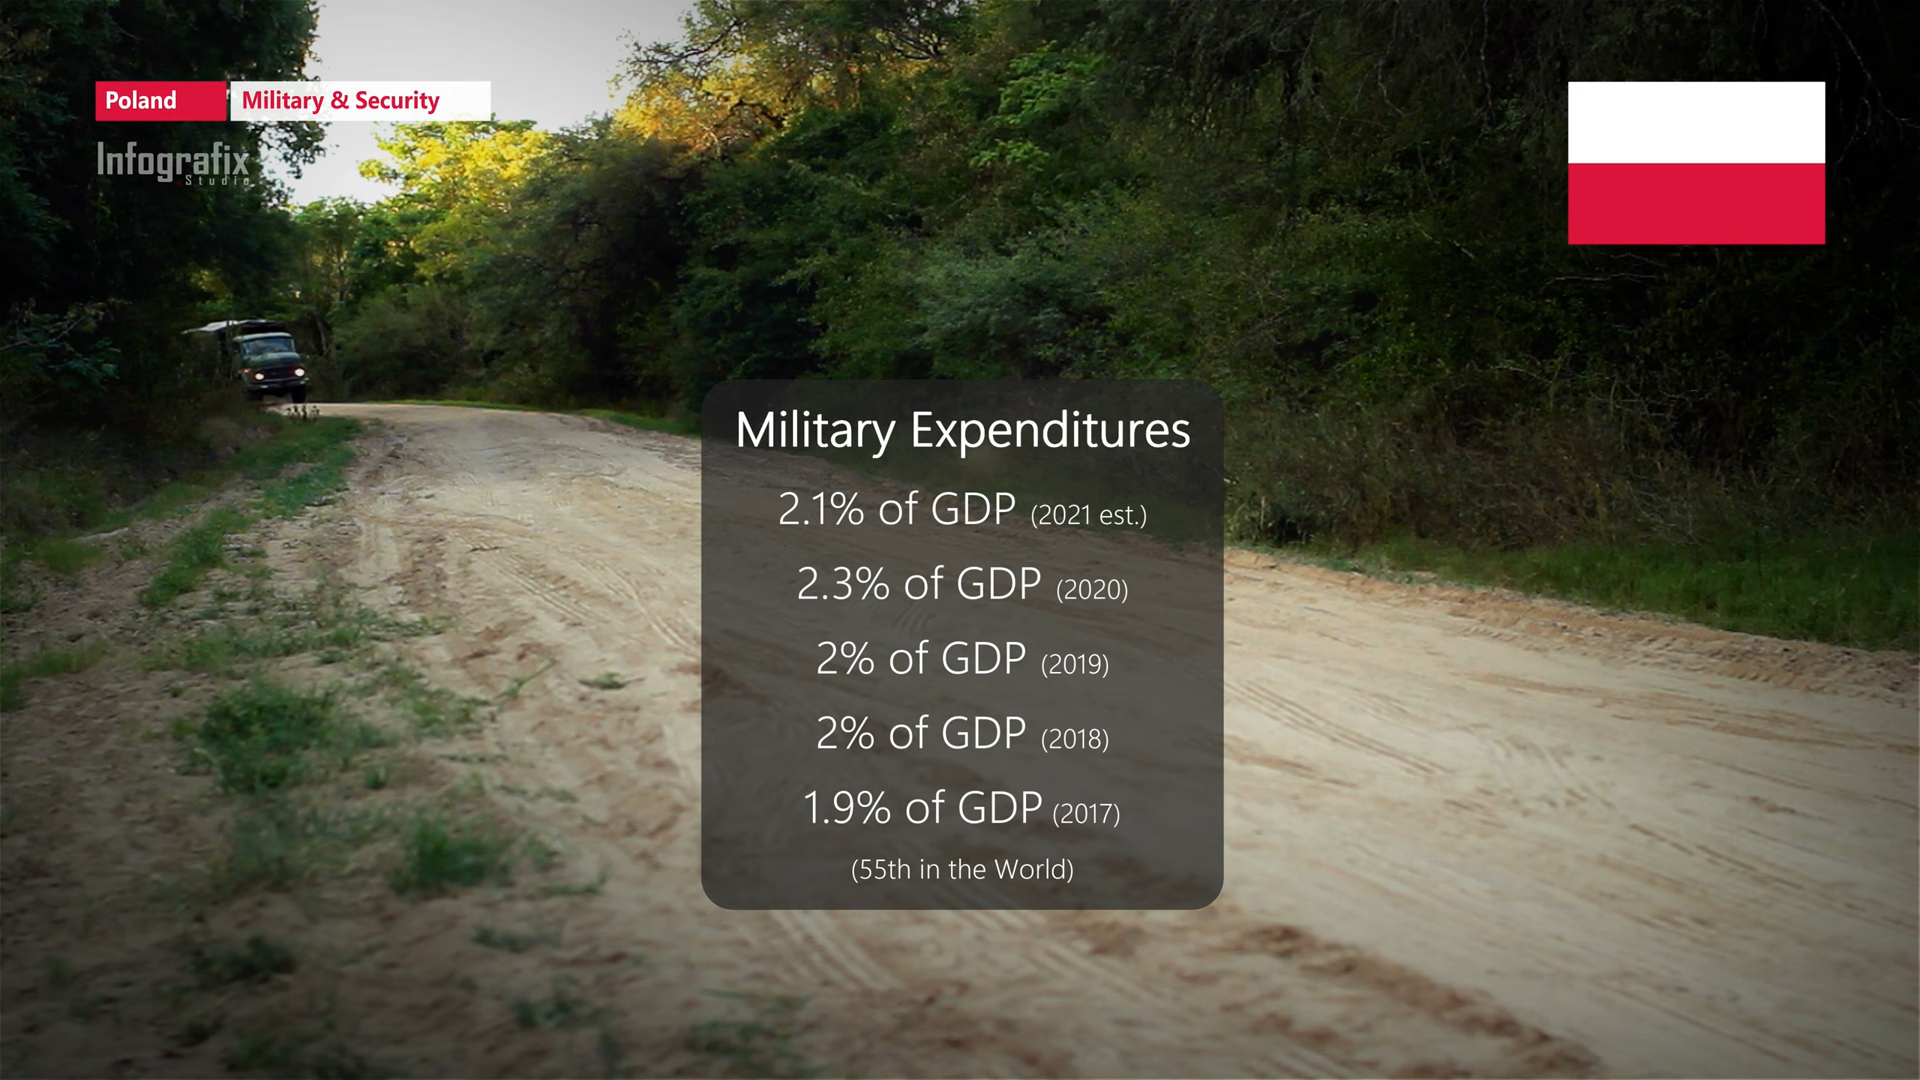 Poland Military & Security
Infografix
Studio
Military Expenditures
2.1% of GDP (2021 est.)
2.3% of GDP (2020)
2% of GDP (2019)
2% of GDP (2018)
1.9% of GDP (2017)
(55th in the World)